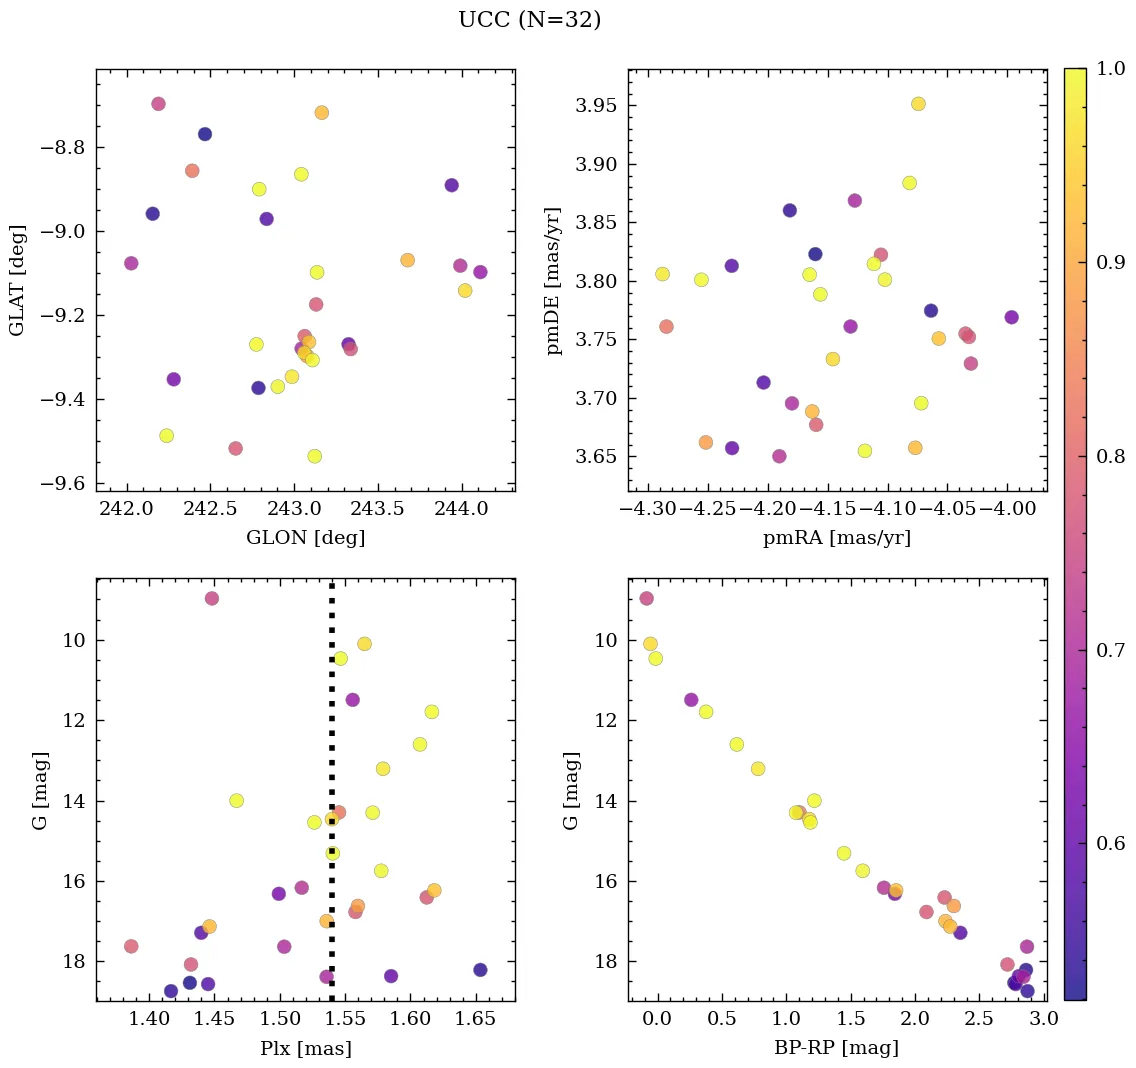 UCC (N=32)
−8.8
−9.0
−9.2
−9.4
−9.6
GLAT [deg]
242.0 242.5 243.0 243.5 244.0
GLON [deg]
3.95
3.90
3.85
3.80
3.75
3.70
3.65
pmDE [mas/yr]
−4.30 −4.25 −4.20 −4.15 −4.10 −4.05 −4.00
pmRA [mas/yr]
10
12
14
16
18
G [mag]
1.40 1.45 1.50 1.55 1.60 1.65
Plx [mas]
10
12
14
16
18
G [mag]
0.0 0.5 1.0 1.5 2.0 2.5 3.0
BP-RP [mag]
1.0
0.9
0.8
0.7
0.6